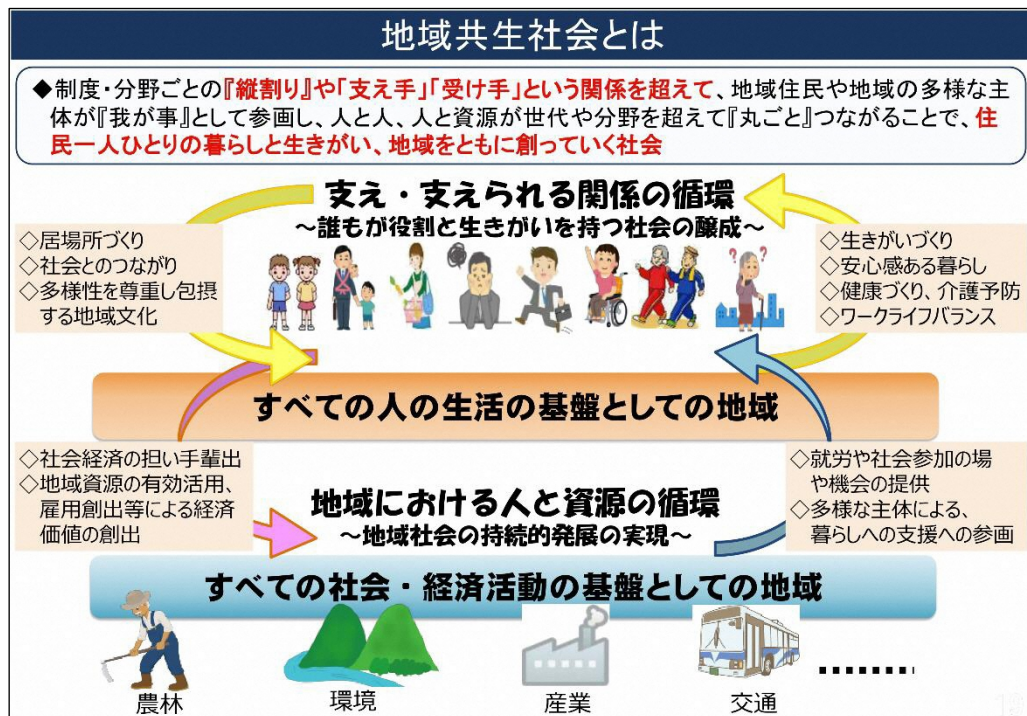 地域共生社会とは
◆制度・分野ごとの『縦割り』や「支え手」「受け手」という関係を超えて、地域住民や地域の多様な主
体が『我が事』として参画し、人と人、人と資源が世代や分野を超えて『丸ごと』つながることで、住
民一人ひとりの暮らしと生きがい、地域をともに創っていく社会
支え・支えられる関係の循環
～誰もが役割と生きがいを持つ社会の醸成～
◇居場所づくり
◇社会とのつながり
◇多様性を尊重し包摂
する地域文化
◇生きがいづくり
◇安心感ある暮らし
◇健康づくり、介護予防
◇ワークライフバランス
すべての人の生活の基盤としての地域
◇社会経済の担い手輩出
◇地域資源の有効活用、
雇用創出等による経済
価値の創出
地域における人と資源の循環
～地域社会の持続的発展の実現～
◇就労や社会参加の場
や機会の提供
◇多様な主体による、
暮らしへの支援への参画
すべての社会・経済活動の基盤としての地域
農林
環境
産業
交通